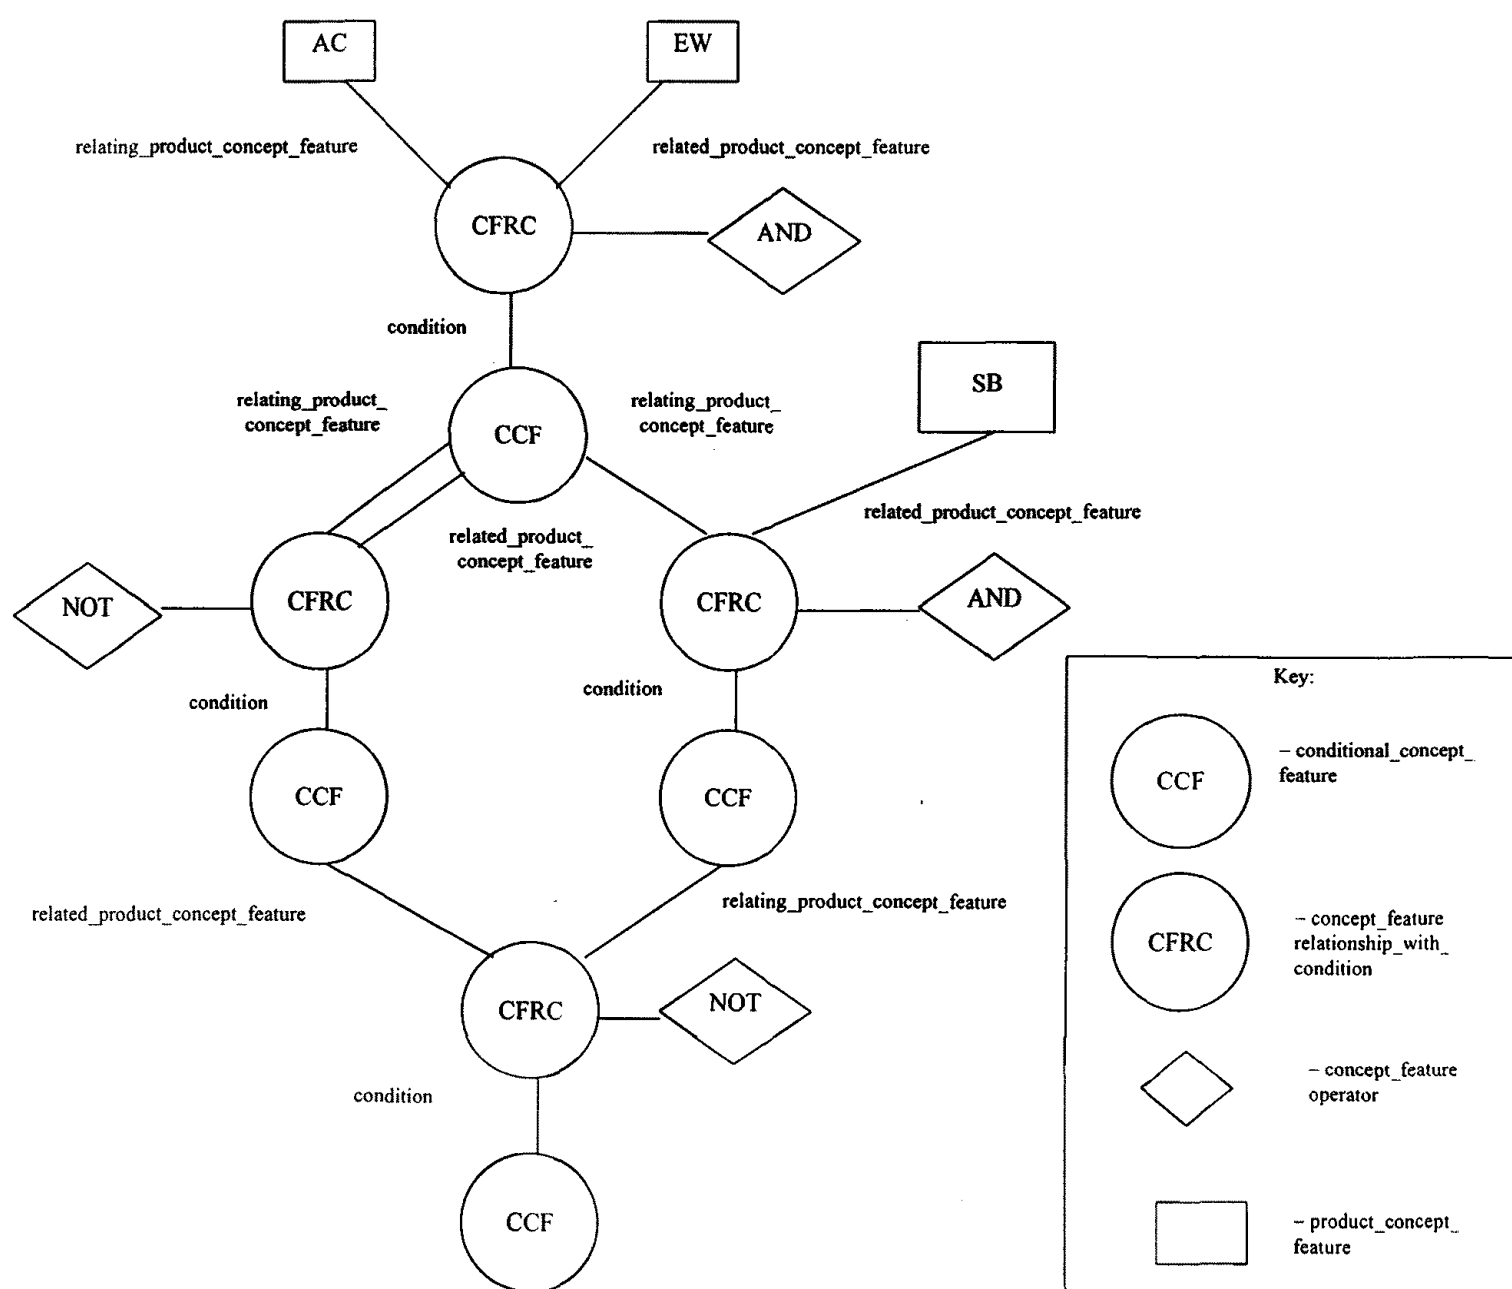 AC
EW
relating_product_concept_feature
related_product_concept_feature
CFRC
AND
condition
SB
relating_product_
concept_feature
CCF
relating_product_
concept_feature
related_product_concept_feature
related_product_
concept_feature
NOT
CFRC
CFRC
AND
condition
condition
CCF
CCF
related_product_concept_feature
relating_product_concept_feature
CFRC
NOT
condition
CCF
Key:
CCF
– conditional_concept_
feature
CFRC
– concept_feature
relationship_with_
condition
– concept_feature
operator
– product_concept_
feature